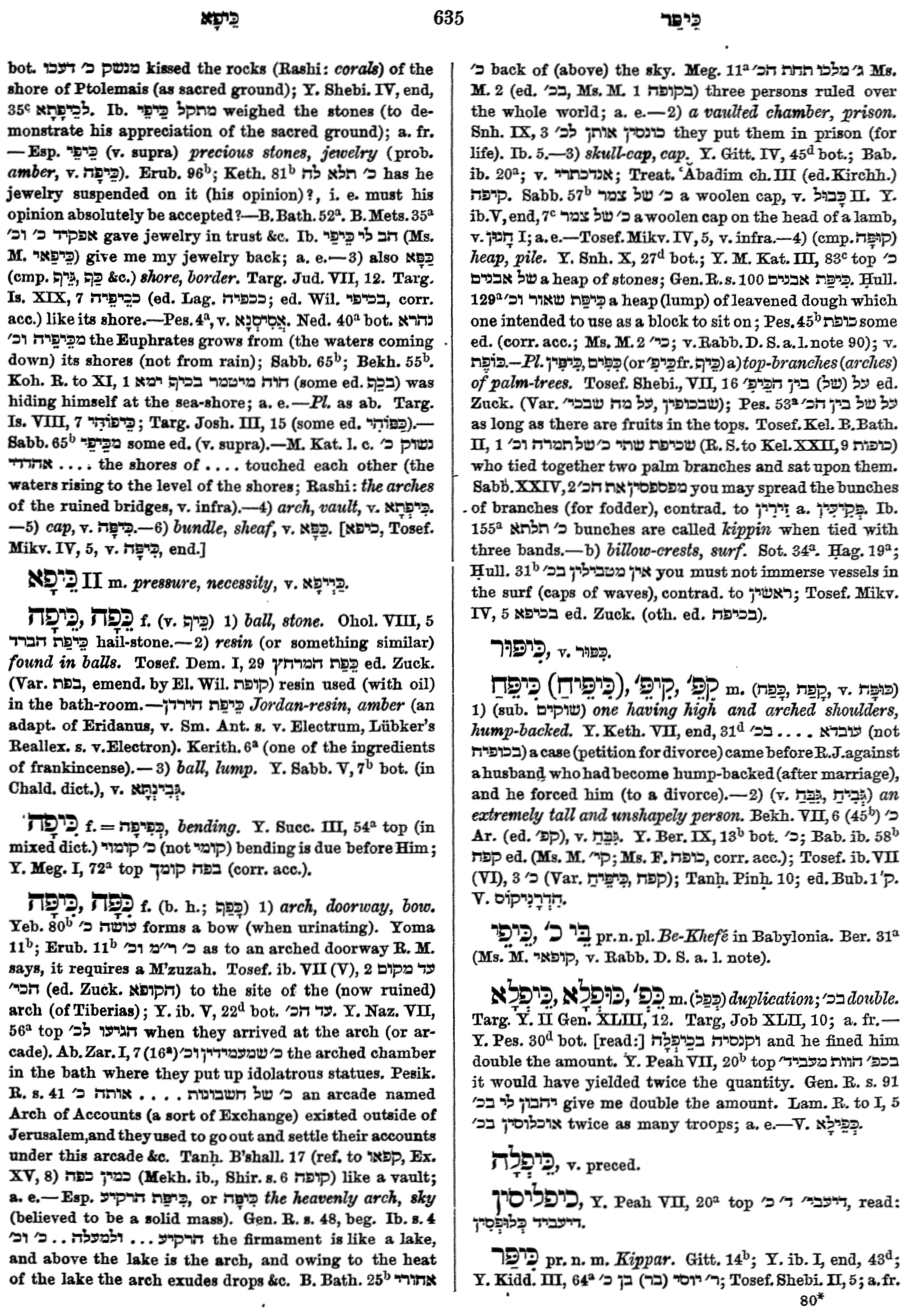 כֵּיפָא 635 כִּיפַּר
bot. מנשק כ׳ דעכו kissed the rocks (Rashi: corals) of the
shore of Ptolemais (as sacred ground); Y. Shebi. IV, end,
35ᶜ לְכֵיפָתָא. Ib. מתקל כֵּיפֵי weighed the stones (to de-
monstrate his appreciation of the sacred ground); a. fr.
—Esp. כֵּיפֵי (v. supra) precious stones, jewelry (prob.
amber, v. כֵּיפָה). Erub. 96ᵇ; Keth. 81ᵇ כ׳ תלא לה has he
jewelry suspended on it (his opinion)?, i. e. must his
opinion absolutely be accepted?—B. Bath. 52ᵃ. B. Mets. 35ᵃ
אפקיד כ׳ וכ׳ gave jewelry in trust &c. Ib. הב לי כֵּיפֵי (Ms.
M. כֵּיפָאֵי) give me my jewelry back; a. e.—3) also כֵּפָא
(cmp. כַּף, גֵּיף &c.) shore, border. Targ. Jud. VII, 12. Targ.
Is. XIX, 7 כְּכֵיפֵיהּ (ed. Lag. ככפיה; ed. Wil. בכיפי, corr.
acc.) like its shore.—Pes. 4ᵃ, v. אֲסִיסְנָא. Ned. 40ᵃ bot. נהרא
מִכֵּיפֵיהּ וכ׳ the Euphrates grows from (the waters coming
down) its shores (not from rain); Sabb. 65ᵇ; Bekh. 55ᵇ.
Koh. R. to XI, 1 הוה מיטמר בכיף ימא (some ed. בכֵף) was
hiding himself at the sea-shore; a. e.—Pl. as ab. Targ.
Is. VIII, 7 כֵּיפוֹהִי; Targ. Josh. III, 15 (some ed. כֵּפּוֹהִי).—
Sabb. 65ᵇ מכֵּיפֵי some ed. (v. supra).—M. Kat. l. c. נשוק כ׳
אהדדי .... the shores of .... touched each other (the
waters rising to the level of the shores; Rashi: the arches
of the ruined bridges, v. infra).—4) arch, vault, v. כִּיפְתָא.
—5) cap, v. כִּיפָּה.—6) bundle, sheaf, v. כֵּפָא. [כיפא, Tosef.
Mikv. IV, 5, v. כִּיפָּה, end.]
כֵּיפָא II m. pressure, necessity, v. כַּיְיפָא.
כֵּיפָה, כֵּפָה f. (v. כֵּיף) 1) ball, stone. Ohol. VIII, 5
כֵּיפַת הברד hail-stone.—2) resin (or something similar)
found in balls. Tosef. Dem. I, 29 כֵּפַת המרחץ ed. Zuck.
(Var. בפת, emend. by El. Wil. קופת) resin used (with oil)
in the bath-room.—כֵּיפַת הירדן Jordan-resin, amber (an
adapt. of Eridanus, v. Sm. Ant. s. v. Electrum, Lübker's
Reallex. s. v. Electron). Kerith. 6ᵃ (one of the ingredients
of frankincense).—3) ball, lump. Y. Sabb. V, 7ᵇ bot. (in
Chald. dict.), v. גְּבִינְתָּא.
כִּיפָה f. = כְּפִיפָה, bending. Y. Succ. III, 54ᵃ top (in
mixed dict.) כ׳ קומוי (not קומי) bending is due before Him;
Y. Meg. I, 72ᵃ top בפה קומך (corr. acc.).
כִּיפָּה, כִּפָּה f. (b. h.; כָּפַף) 1) arch, doorway, bow.
Yeb. 80ᵇ עושה כ׳ forms a bow (when urinating). Yoma
11ᵇ; Erub. 11ᵇ כ׳ ר״מ וכ׳ as to an arched doorway R. M.
says, it requires a M'zuzah. Tosef. ib. VII (V), 2 עד מקום
הכי׳ (ed. Zuck. הקופא) to the site of the (now ruined)
arch (of Tiberias); Y. ib. V, 22ᵈ bot. עד הכ׳. Y. Naz. VII,
56ᵃ top הגיעו לכ׳ when they arrived at the arch (or ar-
cade). Ab. Zar. I, 7 (16ᵃ) כ׳ שמעמידין וכ׳ the arched chamber
in the bath where they put up idolatrous statues. Pesik.
R. s. 41 כ׳ של חשבונות .... אותה כ׳ an arcade named
Arch of Accounts (a sort of Exchange) existed outside of
Jerusalem, and they used to go out and settle their accounts
under this arcade &c. Tanḥ. B'shall. 17 (ref. to קפאו, Ex.
XV, 8) כמין כפה (Mekh. ib., Shir. s. 6 קופה) like a vault;
a. e.—Esp. כִּיפַּת הרקיע, or כִּיפָּה the heavenly arch, sky
(believed to be a solid mass). Gen. R. s. 48, beg. Ib. s. 4
הרקיע ... ולמעלה .. כ׳ וכ׳ the firmament is like a lake,
and above the lake is the arch, and owing to the heat
of the lake the arch exudes drops &c. B. Bath. 25ᵇ אחורי
כ׳ back of (above) the sky. Meg. 11ᵃ ג׳ מלכו תחת הכ׳ Ms.
M. 2 (ed. בכ׳, Ms. M. 1 בקופה) three persons ruled over
the whole world; a. e.—2) a vaulted chamber, prison.
Snh. IX, 3 כונסין אותן לכ׳ they put them in prison (for
life). Ib. 5.—3) skull-cap, cap. Y. Gitt. IV, 45ᵈ bot.; Bab.
ib. 20ᵃ; v. אנדכתרי; Treat. ʿAbadim ch. III (ed. Kirchh.)
קיפה. Sabb. 57ᵇ כ׳ של צמר a woolen cap, v. כָּבוּל II. Y.
ib. V, end, 7ᶜ כ׳ של צמר a woolen cap on the head of a lamb,
v. חָנוּן I; a. e.—Tosef. Mikv. IV, 5, v. infra.—4) (cmp. קוּפָּה)
heap, pile. Y. Snh. X, 27ᵈ bot.; Y. M. Kat. III, 83ᶜ top כ׳
של אבנים a heap of stones; Gen. R. s. 100 כִּיפַּת אבנים. Ḥull.
129ᵃ כִּיפַּת שאור וכ׳ a heap (lump) of leavened dough which
one intended to use as a block to sit on; Pes. 45ᵇ כופת some
ed. (corr. acc.; Ms. M. 2 כי׳; v. Rabb. D. S. a. l. note 90); v.
כּוֹפֶת.—Pl. כִּפִּים, כִּיפִּין (or כִּיפִּי׳ fr. כִּיף) a) top-branches (arches)
of palm-trees. Tosef. Shebi., VII, 16 על (של) בין הכִּיפִּי׳ ed.
Zuck. (Var. שבכופין, על מה שבכי׳); Pes. 53ᵃ על של בין הכ׳
as long as there are fruits in the tops. Tosef. Kel. B. Bath.
II, 1 שכיפת שתי כ׳ של תמרה וכ׳ (R. S. to Kel. XXII, 9 כופות)
who tied together two palm branches and sat upon them.
Sabb. XXIV, 2 מפספסין את הכ׳ you may spread the bunches
of branches (for fodder), contrad. to זֵירִין a. פְּקִיעִין. Ib.
155ᵃ כ׳ תלתא bunches are called kippin when tied with
three bands.—b) billow-crests, surf. Sot. 34ᵃ. Ḥag. 19ᵃ;
Ḥull. 31ᵇ אין מטבילין בכ׳ you must not immerse vessels in
the surf (caps of waves), contrad. to ראשין; Tosef. Mikv.
IV, 5 בכיפא ed. Zuck. (oth. ed. בכיפה).
כִּיפּוּר, v. כִּפּוּר.
כִּיפֵּחַ (כִּיפֵּיחַ), קִיפֵּ׳, קִפֵּ׳ m. (כָּפַח, קָפַח, v. כּוּפַּח)
1) (sub. שוקים) one having high and arched shoulders,
hump-backed. Y. Keth. VII, end, 31ᵈ עובדא .... בכ׳ (not
בכופיח) a case (petition for divorce) came before R. J. against
a husband, who had become hump-backed (after marriage),
and he forced him (to a divorce).—2) (v. גָּבִיחַ, גִּבֵּחַ) an
extremely tall and unshapely person. Bekh. VII, 6 (45ᵇ) כ׳
Ar. (ed. קפ׳), v. גִּבֵּחַ. Y. Ber. IX, 13ᵇ bot. כ׳; Bab. ib. 58ᵇ
קפח ed. (Ms. M. קי׳; Ms. F. כופח, corr. acc.); Tosef. ib. VII
(VI), 3 כ׳ (Var. קפח, כִּיפֵּיחַ); Tanḥ. Pinḥ. 10; ed. Bub. 1 ק׳.
V. הַדְרָנִיקוֹס.
כֵּיפֵי, בֵּי כ׳ pr. n. pl. Be-Khefé in Babylonia. Ber. 31ᵃ
(Ms. M. קופאי, v. Rabb. D. S. a. l. note).
כֵּיפְלָא, כּוּפְלָא, כֵּפְ׳ m. (כְּפַל) duplication; בכ׳ double.
Targ. Y. II Gen. XLIII, 12. Targ, Job XLII, 10; a. fr.—
Y. Pes. 30ᵈ bot. [read:] וקנסיה בכֵיפְלָה and he fined him
double the amount. Y. Peah VII, 20ᵇ top בכפ׳ הוות מעבדי׳
it would have yielded twice the quantity. Gen. R. s. 91
יהבון לי בכ׳ give me double the amount. Lam. R. to I, 5
אוכלוסין בכ׳ twice as many troops; a. e.—V. כְּפֵילָא.
כֵּיפְלָה, v. preced.
כיפליסין, Y. Peah VII, 20ᵃ top דיעבי׳ ד׳ כ׳, read:
דיעביד כְּלוּפְסִין.
כִּיפַּר pr. n. m. Kippar. Gitt. 14ᵇ; Y. ib. I, end, 43ᵈ;
Y. Kidd. III, 64ᵃ ר׳ יוסי (בר) בן כ׳; Tosef. Shebi. II, 5; a. fr.
80*